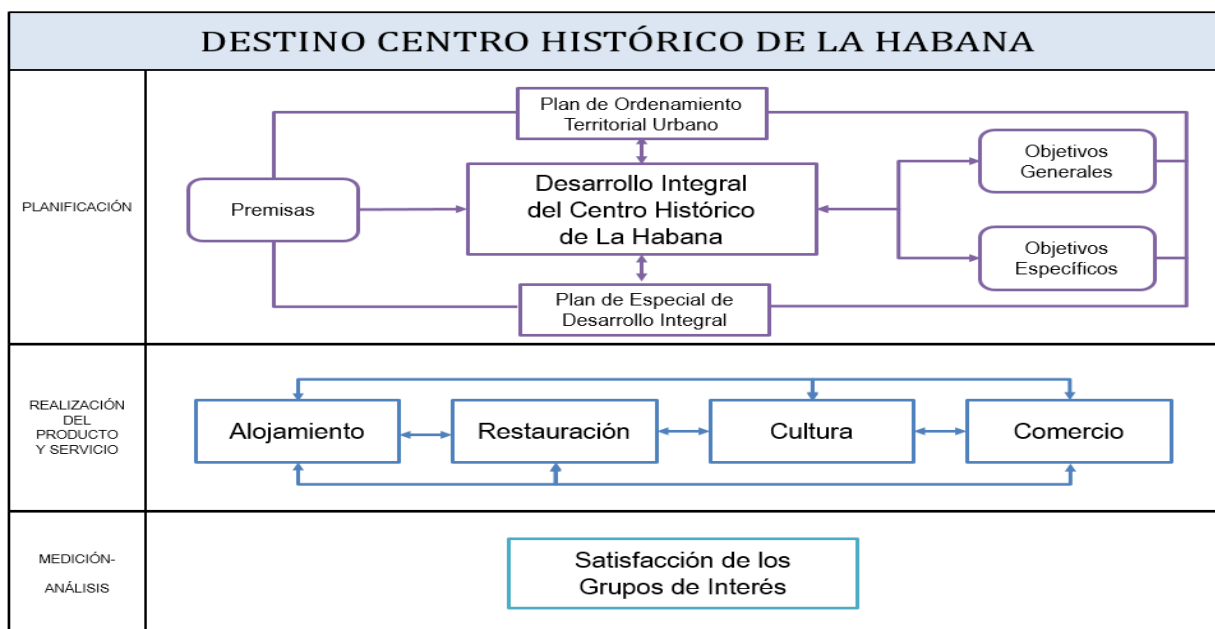 DESTINO CENTRO HISTÓRICO DE LA HABANA
PLANIFICACIÓN
Plan de Ordenamiento
Territorial Urbano
Premisas
Desarrollo Integral
del Centro Histórico
de La Habana
Objetivos
Generales
Objetivos
Específicos
Plan de Especial de
Desarrollo Integral
REALIZACIÓN
DEL
PRODUCTO
Y SERVICIO
Alojamiento
Restauración
Cultura
Comercio
MEDICIÓN-
ANÁLISIS
Satisfacción de los
Grupos de Interés